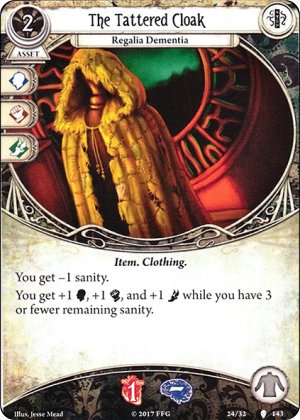 2
The Tattered Cloak
ASSET
Regalia Dementia
Item. Clothing.
You get –1 sanity.
You get +1 , +1 , and +1 while you have 3
or fewer remaining sanity.
1
Illus. Jesse Mead
© 2017 FFG
24/32
143